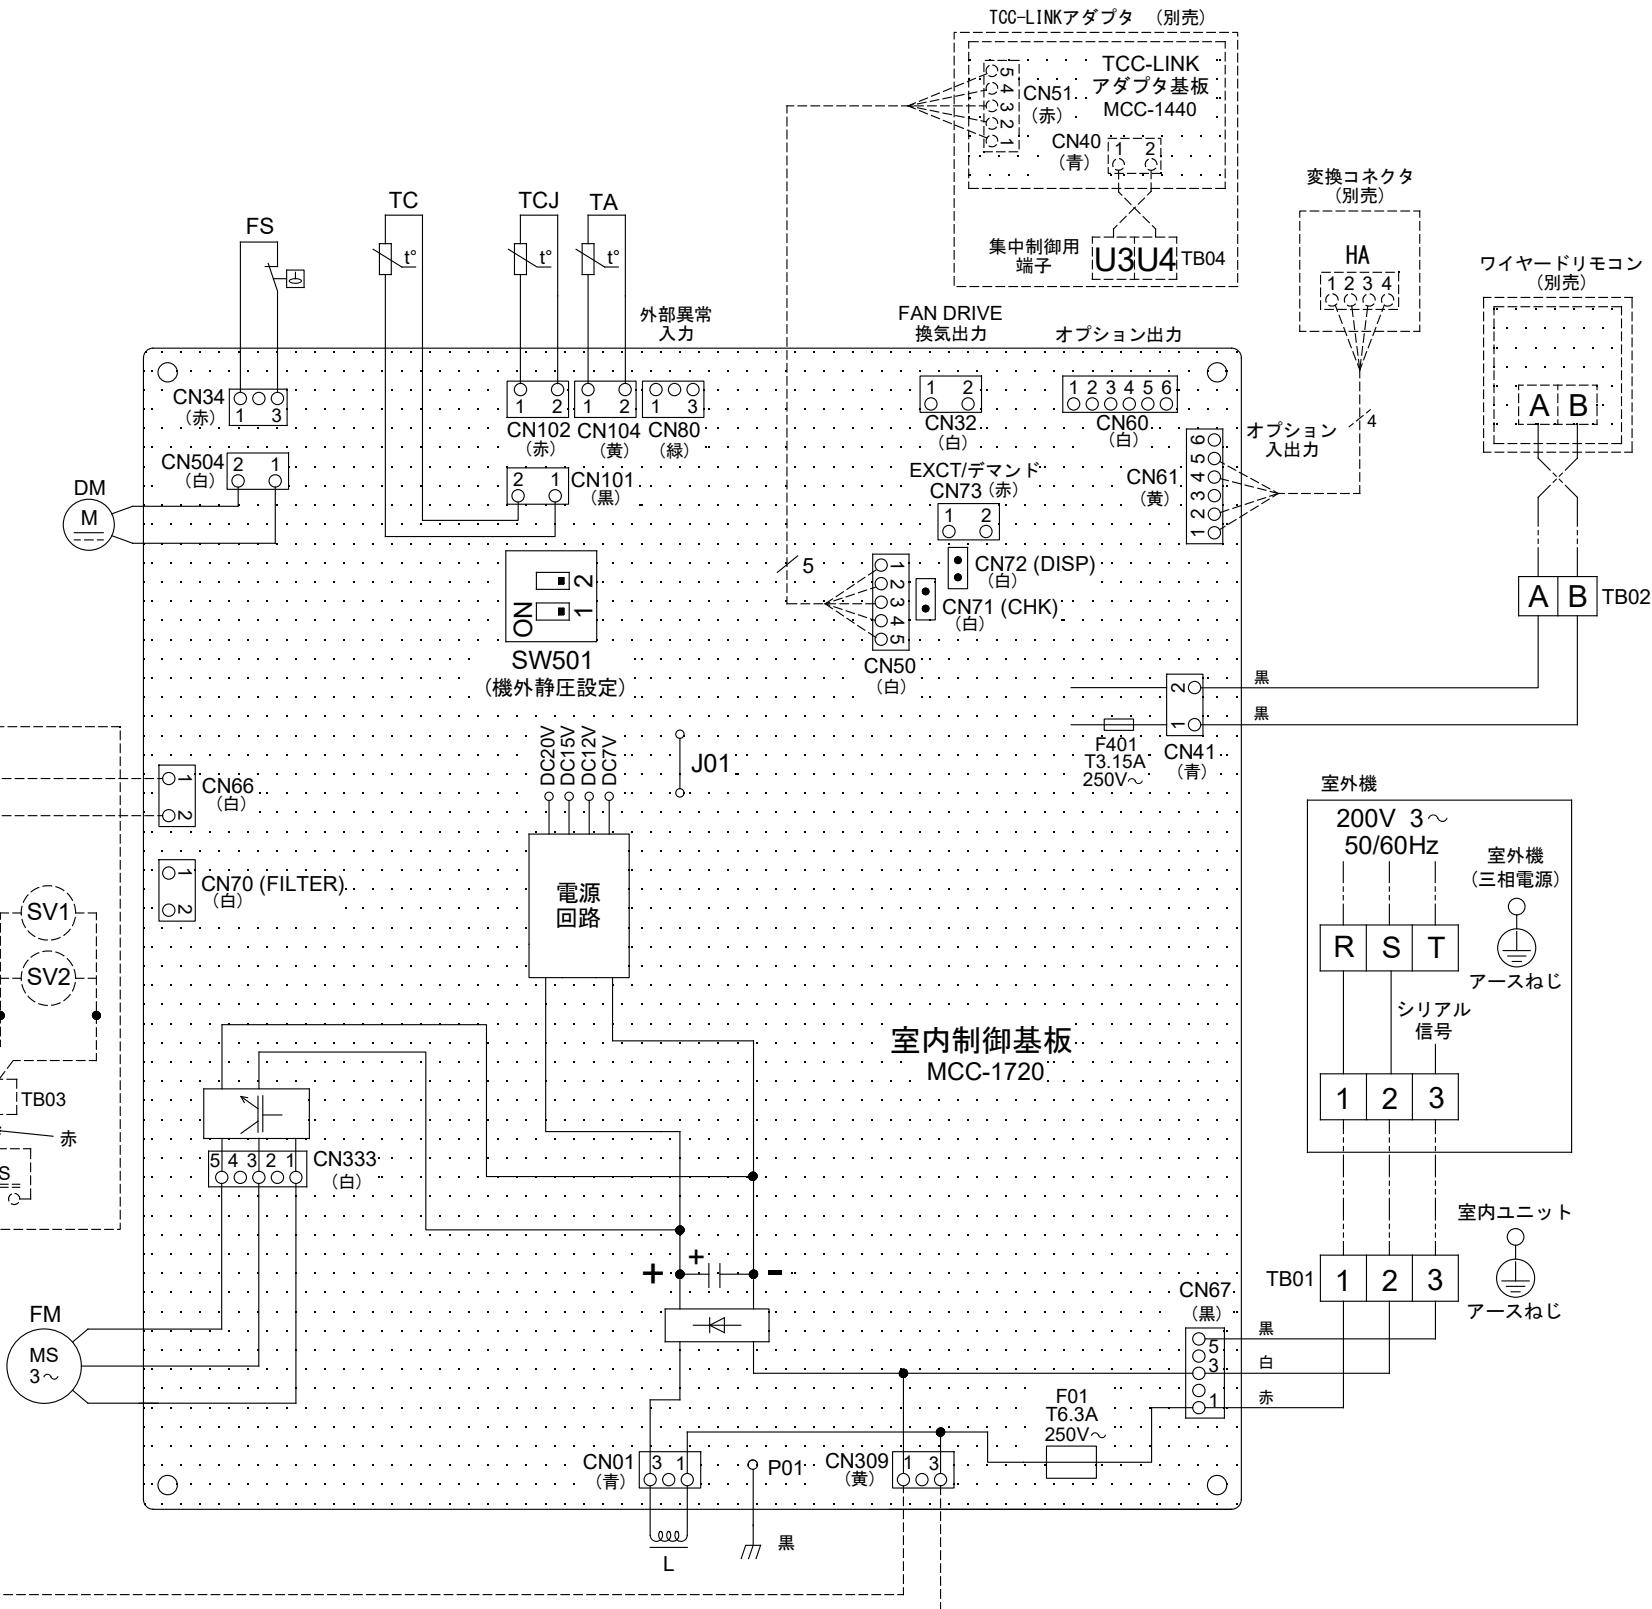 TCC-LINKアダプタ （別売）
TCC-LINK
アダプタ基板
MCC-1440
5 4 3 2 1
CN51
（赤）
CN40
（青）
1 2
集中制御用
端子
U3 U4
TB04
変換コネクタ
（別売）
HA
1 2 3 4
ワイヤードリモコン
（別売）
A B
FS
TC
TCJ
TA
t°
t°
t°
外部異常
入力
FAN DRIVE
換気出力
オプション出力
CN34
（赤）
1 3
1 2
CN102
（赤）
1 2
CN104
（黄）
1 3
CN80
（緑）
1 2
CN32
（白）
1 2 3 4 5 6
CN60
（白）
オプション
入出力
4
CN504
（白）
2 1
2 1
CN101
（黒）
EXCT/デマンド
CN73 （赤）
1 2
CN61
（黄）
6 5 4 3 2 1
DM
M
ON
1 2
SW501
（機外静圧設定）
5
1 2 3 4 5
CN50
（白）
CN72 (DISP)
（白）
CN71 (CHK)
（白）
A B
TB02
2
1
黒
黒
F401
T3.15A
250V～
CN41
（青）
DC20V
DC15V
DC12V
DC7V
J01
1
2
CN66
（白）
1
2
CN70 (FILTER)
（白）
電源
回路
SV1
SV2
TB03
赤
S
室外機
200V 3～
50/60Hz
室外機
（三相電源）
R S T
アースねじ
シリアル
信号
1 2 3
室内制御基板
MCC-1720
5 4 3 2 1
CN333
（白）
+
+
-
室内ユニット
TB01
1 2 3
アースねじ
CN67
（黒）
5
3
1
黒
白
赤
FM
MS
3～
F01
T6.3A
250V～
CN01
（青）
3 1
P01
CN309
（黄）
1 3
L
黒